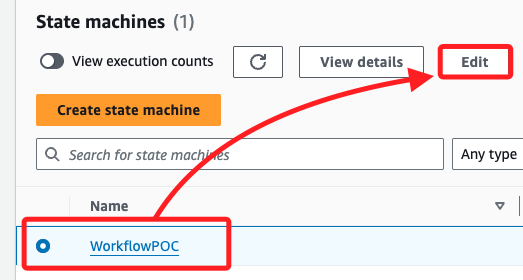 State machines (1)
View execution counts
View details
Edit
Create state machine
Search for state machines
Any type
Name
WorkflowPOC